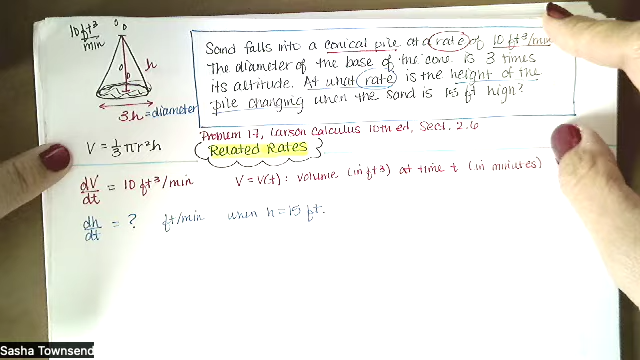 10 ft³/min
h
3h = diameter
Sand falls into a conical pile at a rate of 10 ft³/min
The diameter of the base of the cone is 3 times
its altitude. At what rate is the height of the
pile changing when the sand is 15 ft high?
Problem 17, Larson Calculus 10th ed, Sect. 2.6
V = 1/3 πr²h
Related Rates
dV/dt = 10 ft³/min V = V(t): volume (in ft³) at time t (in minutes)
dh/dt = ? ft/min when h = 15 ft.
Sasha Townsend